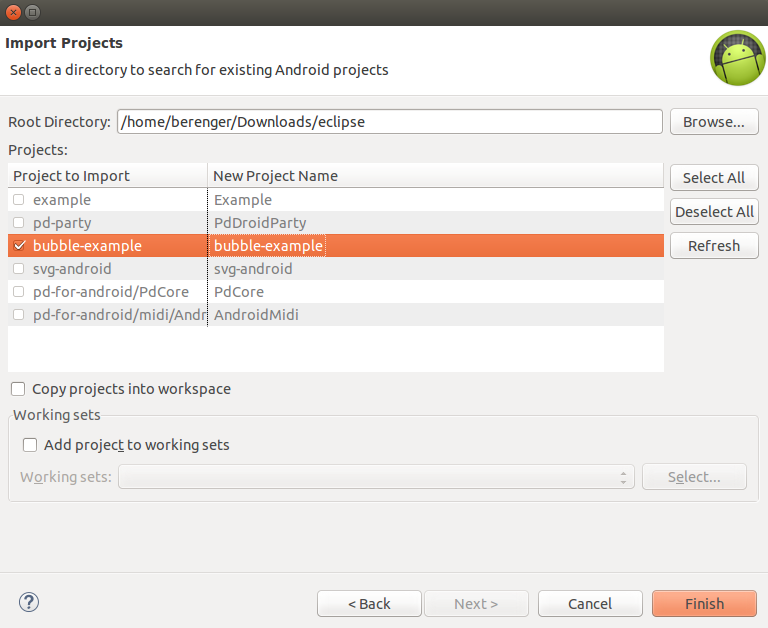 Import Projects
Select a directory to search for existing Android projects
Root Directory: /home/berenger/Downloads/eclipse Browse...
Projects:
Project to Import New Project Name Select All
example Example
pd-party PdDroidParty Deselect All
bubble-example bubble-example Refresh
svg-android svg-android
pd-for-android/PdCore PdCore
pd-for-android/midi/Andr AndroidMidi
Copy projects into workspace
Working sets
Add project to working sets
Working sets: Select...
? < Back Next > Cancel Finish